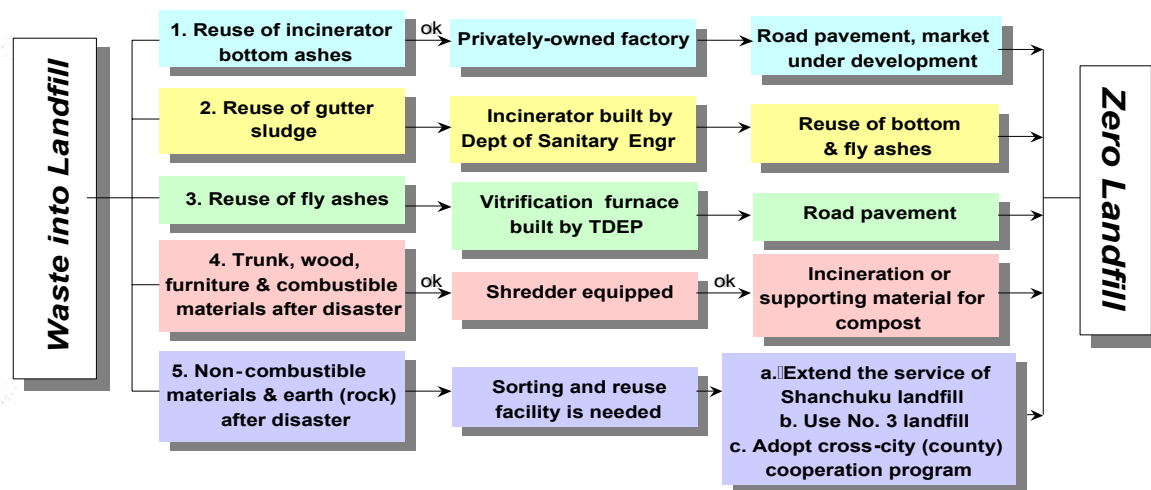 Waste into Landfill
1. Reuse of incinerator
bottom ashes
ok
Privately-owned factory
Road pavement, market
under development
2. Reuse of gutter
sludge
Incinerator built by
Dept of Sanitary Engr
Reuse of bottom
& fly ashes
3. Reuse of fly ashes
Vitrification furnace
built by TDEP
Road pavement
4. Trunk, wood,
furniture & combustible
materials after disaster
ok
Shredder equipped
ok
Incineration or
supporting material for
compost
5. Non-combustible
materials & earth (rock)
after disaster
Sorting and reuse
facility is needed
a. Extend the service of
Shanchuku landfill
b. Use No. 3 landfill
c. Adopt cross-city (county)
cooperation program
Zero Landfill